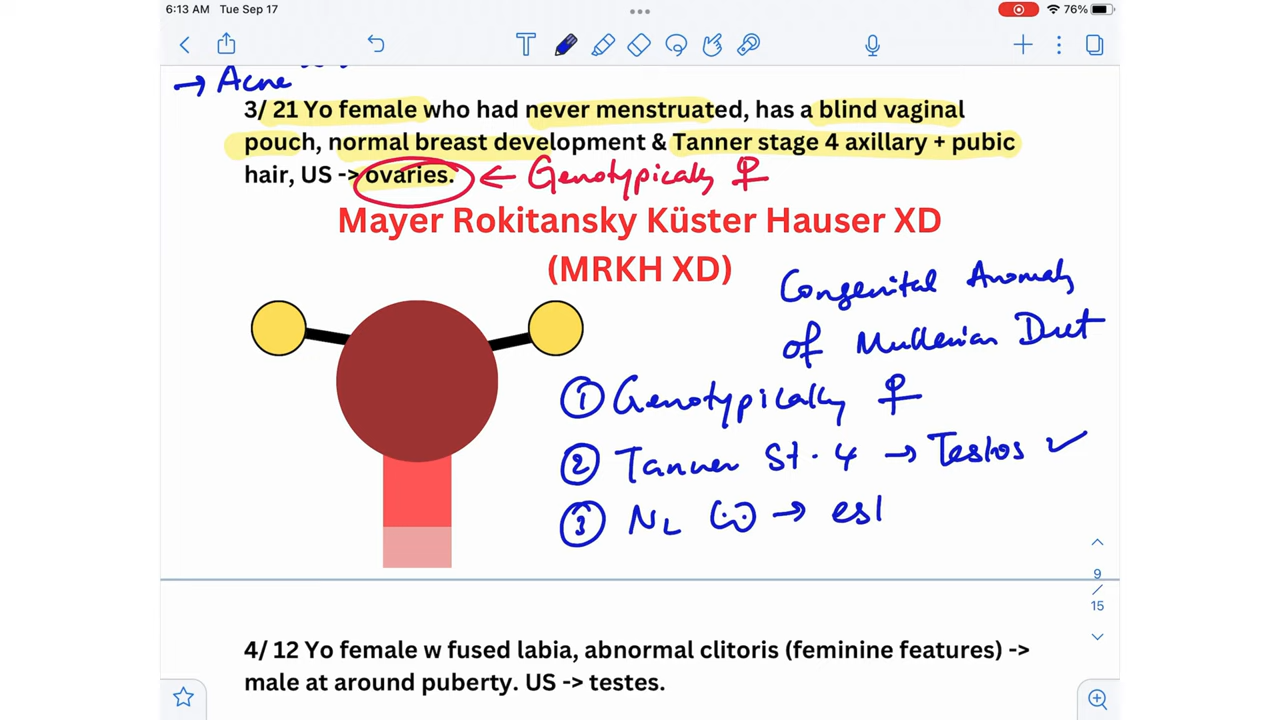 6:13 AM Tue Sep 17
76%
→ Acne
3/ 21 Yo female who had never menstruated, has a blind vaginal
pouch, normal breast development & Tanner stage 4 axillary + pubic
hair, US -> ovaries. ← Genotypically ♀
Mayer Rokitansky Küster Hauser XD
(MRKH XD)
Congenital Anomaly
of Mullerian Duct
① Genotypically ♀
② Tanner St. 4 → Testos ✓
③ NL → est
9
/
15
4/ 12 Yo female w fused labia, abnormal clitoris (feminine features) ->
male at around puberty. US -> testes.